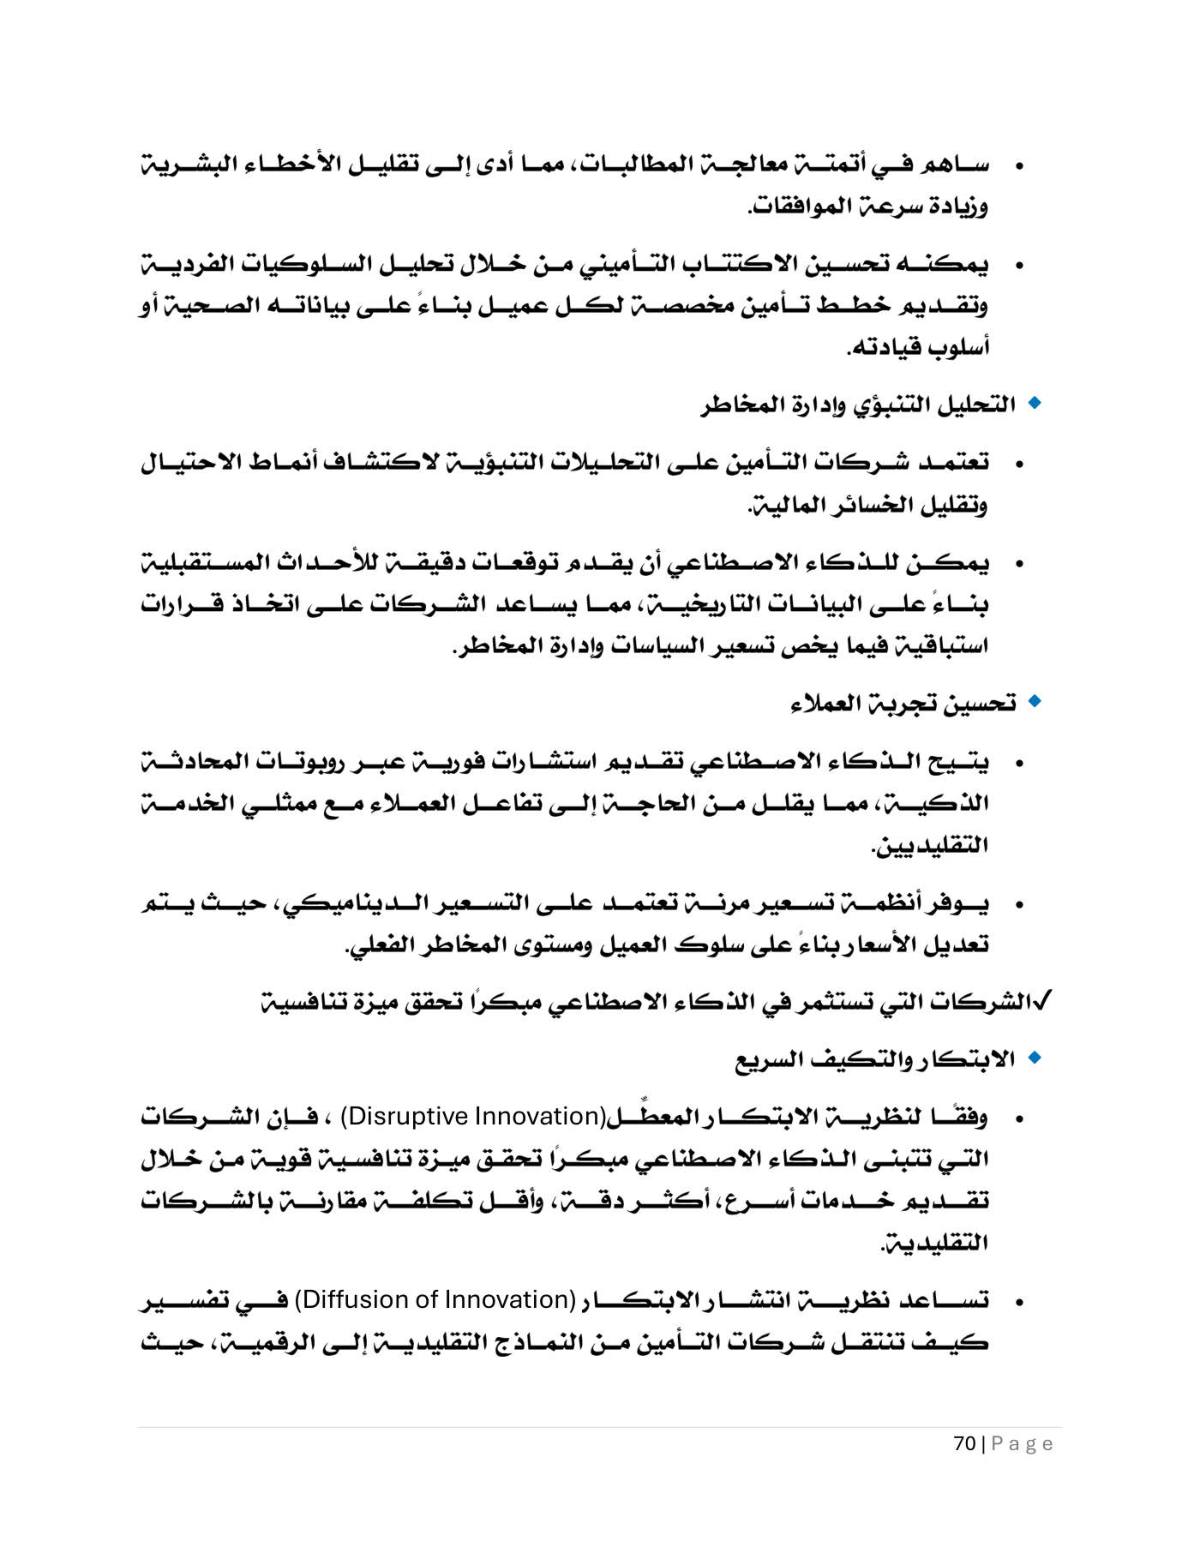 • ساهم في أتمتة معالجة المطالبات، مما أدى إلى تقليل الأخطاء البشرية
وزيادة سرعة الموافقات.
• يمكنه تحسين الاكتتاب التأميني من خلال تحليل السلوكيات الفردية
وتقديم خطط تأمين مخصصة لكل عميل بناءً على بياناته الصحية أو
أسلوب قيادته.
🔹 التحليل التنبؤي وإدارة المخاطر
• تعتمد شركات التأمين على التحليلات التنبؤية لاكتشاف أنماط الاحتيال
وتقليل الخسائر المالية.
• يمكن للذكاء الاصطناعي أن يقدم توقعات دقيقة للأحداث المستقبلية
بناءً على البيانات التاريخية، مما يساعد الشركات على اتخاذ قرارات
استباقية فيما يخص تسعير السياسات وإدارة المخاطر.
🔹 تحسين تجربة العملاء
• يتيح الذكاء الاصطناعي تقديم استشارات فورية عبر روبوتات المحادثة
الذكية، مما يقلل من الحاجة إلى تفاعل العملاء مع ممثلي الخدمة
التقليديين.
• يوفر أنظمة تسعير مرنة تعتمد على التسعير الديناميكي، حيث يتم
تعديل الأسعار بناءً على سلوك العميل ومستوى المخاطر الفعلي.
✓الشركات التي تستثمر في الذكاء الاصطناعي مبكرًا تحقق ميزة تنافسية
🔹 الابتكار والتكيف السريع
• وفقًا لنظرية الابتكار المعطّل(Disruptive Innovation) ، فإن الشركات
التي تتبنى الذكاء الاصطناعي مبكرًا تحقق ميزة تنافسية قوية من خلال
تقديم خدمات أسرع، أكثر دقة، وأقل تكلفة مقارنة بالشركات
التقليدية.
• تساعد نظرية انتشار الابتكار (Diffusion of Innovation) في تفسير
كيف تنتقل شركات التأمين من النماذج التقليدية إلى الرقمية، حيث
70 | Page